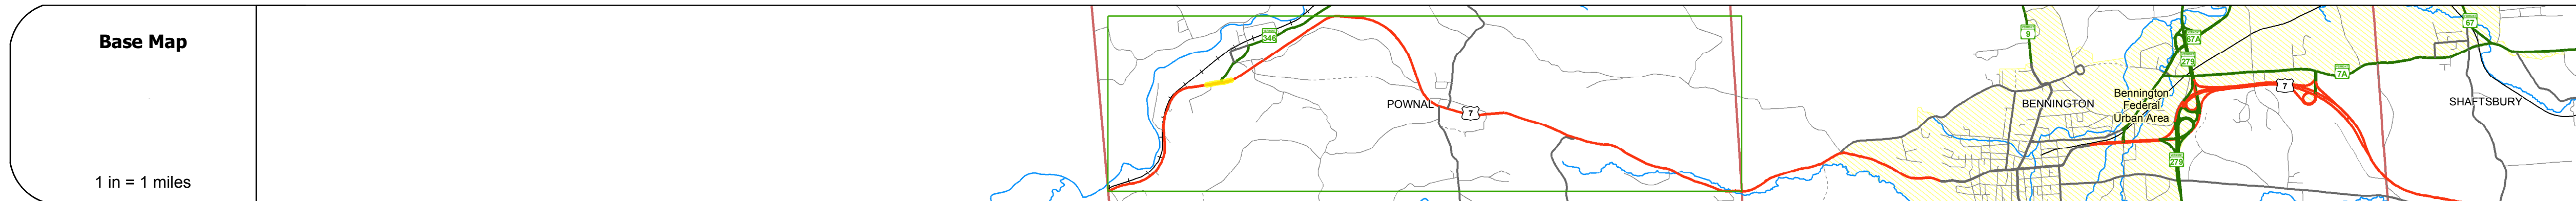 Base Map
1 in = 1 miles
346
POWNAL
7
9
BENNINGTON
Bennington
Federal
Urban Area
67A
279
279
7
7A
67
SHAFTSBURY